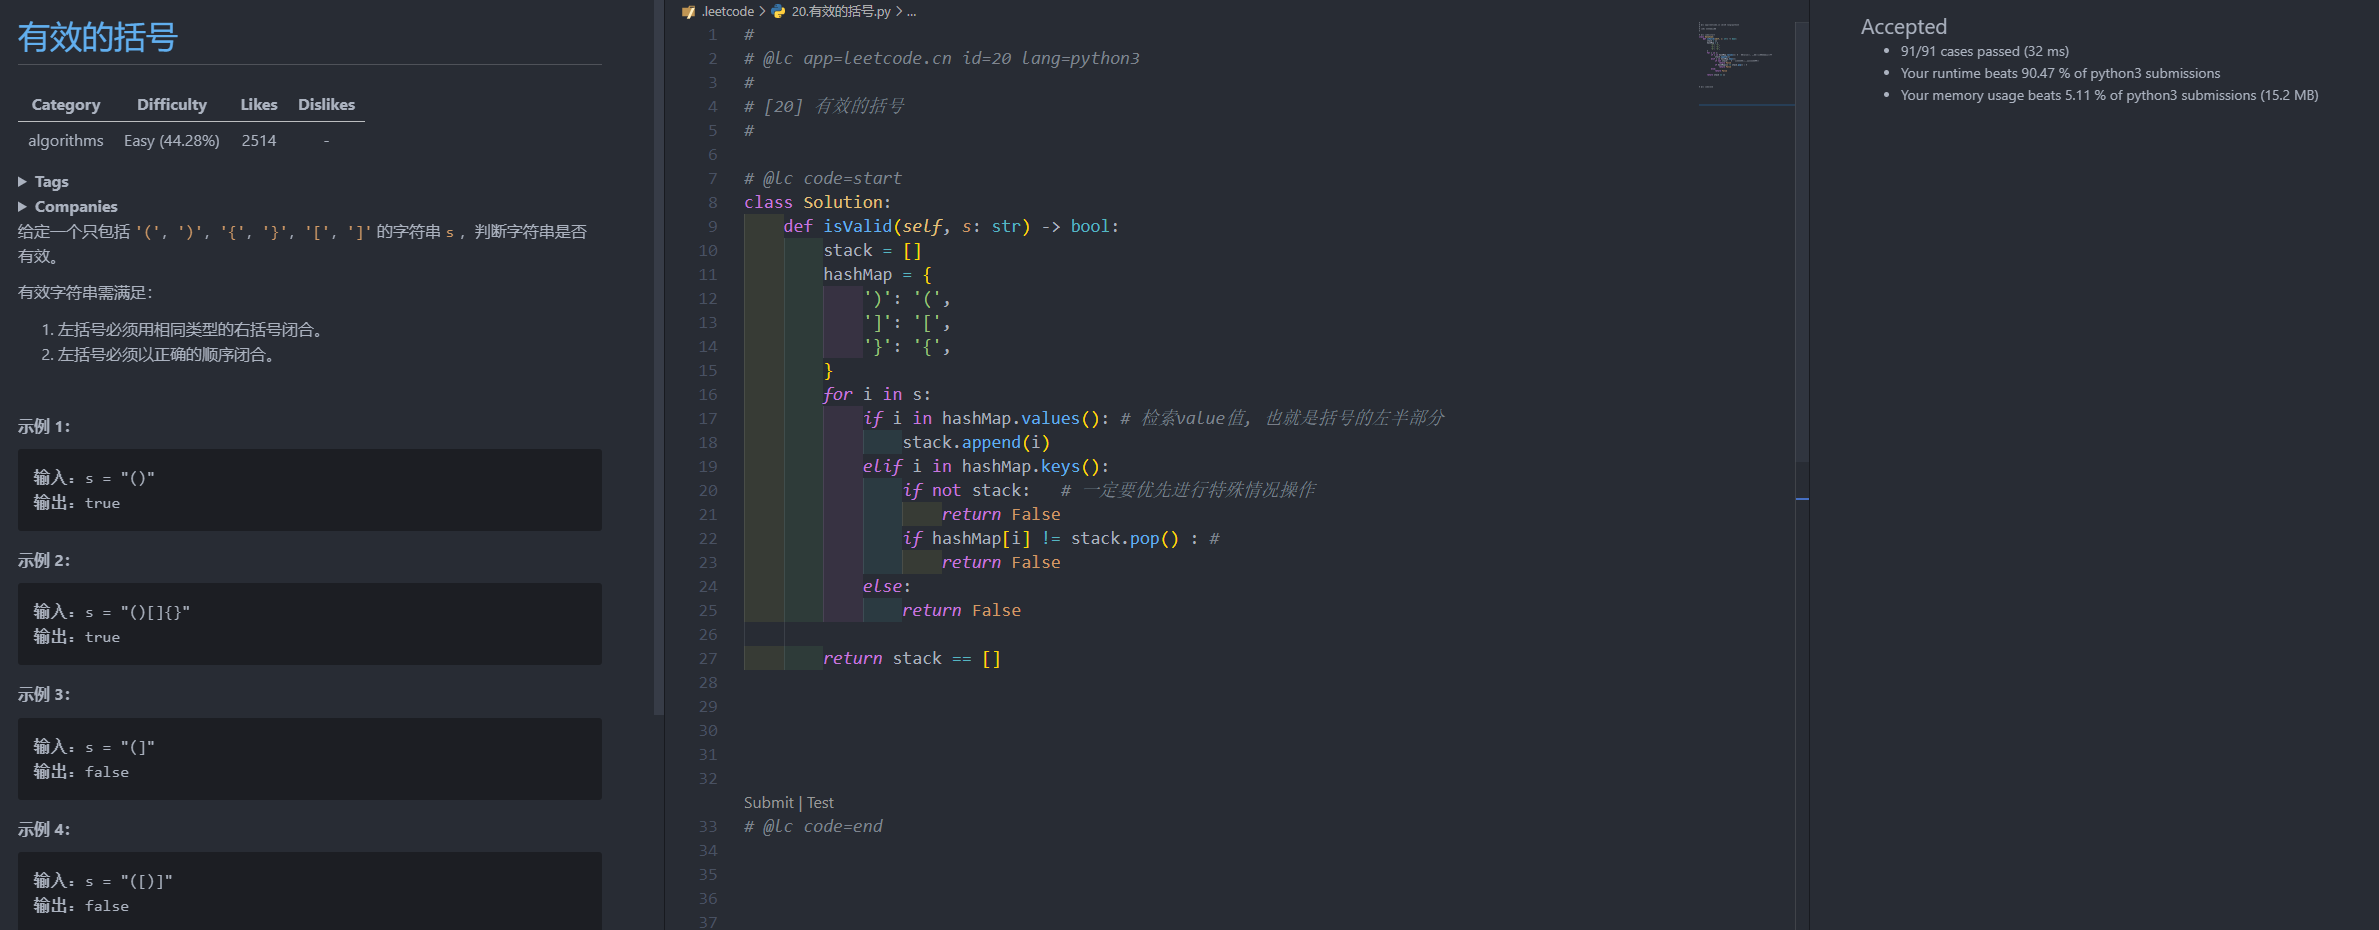 有效的括号
Category Difficulty Likes Dislikes
algorithms Easy (44.28%) 2514 -
Tags
Companies
给定一个只包括 '(', ')', '{', '}', '[', ']' 的字符串 s ，判断字符串是否
有效。
有效字符串需满足：
1. 左括号必须用相同类型的右括号闭合。
2. 左括号必须以正确的顺序闭合。
示例 1：
输入：s = "()"
输出：true
示例 2：
输入：s = "()[]{}"
输出：true
示例 3：
输入：s = "(]"
输出：false
示例 4：
输入：s = "([)]"
输出：false
.leetcode > 20.有效的括号.py > ...
1 #
2 # @lc app=leetcode.cn id=20 lang=python3
3 #
4 # [20] 有效的括号
5 #
6
7 # @lc code=start
8 class Solution:
9     def isValid(self, s: str) -> bool:
10         stack = []
11         hashMap = {
12             ')': '(',
13             ']': '[',
14             '}': '{',
15         }
16         for i in s:
17             if i in hashMap.values(): # 检索value值, 也就是括号的左半部分
18                 stack.append(i)
19             elif i in hashMap.keys():
20                 if not stack:   # 一定要优先进行特殊情况操作
21                     return False
22                 if hashMap[i] != stack.pop() : #
23                     return False
24             else:
25                 return False
26
27         return stack == []
28
29
30
31
32
Submit | Test
33 # @lc code=end
34
35
36
37
Accepted
91/91 cases passed (32 ms)
Your runtime beats 90.47 % of python3 submissions
Your memory usage beats 5.11 % of python3 submissions (15.2 MB)